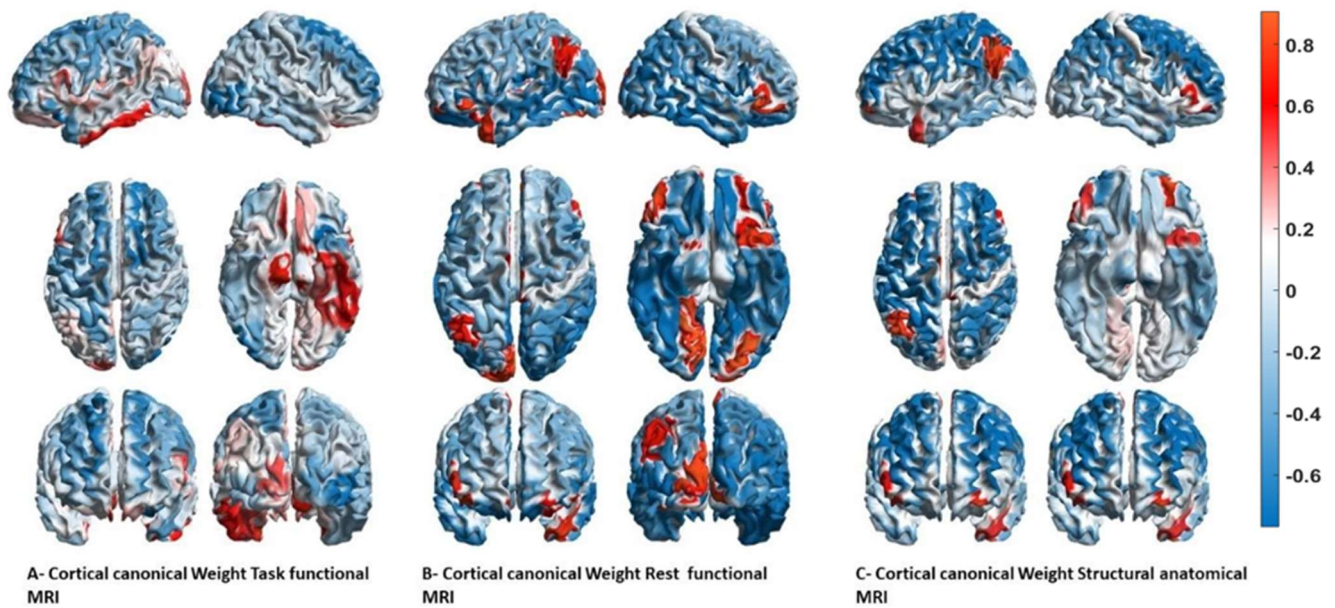 0.8
0.6
0.4
0.2
0
-0.2
-0.4
-0.6
A- Cortical canonical Weight Task functional
MRI
B- Cortical canonical Weight Rest functional
MRI
C- Cortical canonical Weight Structural anatomical
MRI